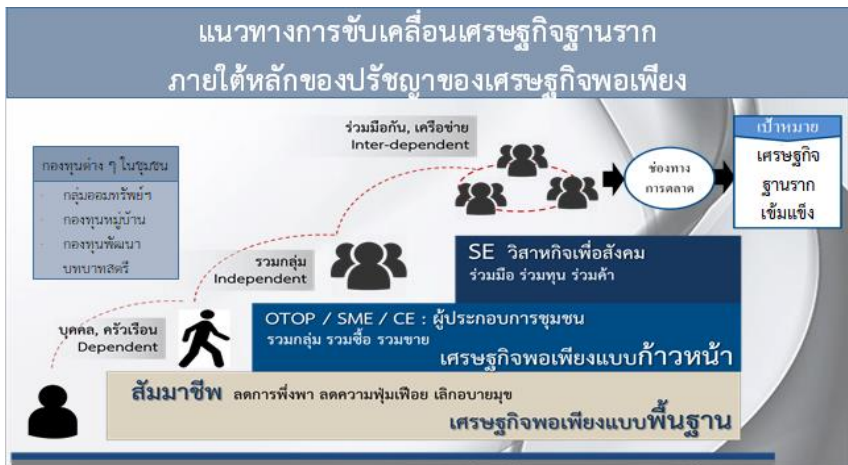 แนวทางการขับเคลื่อนเศรษฐกิจฐานราก
ภายใต้หลักของปรัชญาของเศรษฐกิจพอเพียง
ร่วมมือกัน, เครือข่าย
Inter-dependent
เป้าหมาย
เศรษฐกิจ
ฐานราก
เข้มแข็ง
ช่องทาง
การตลาด
กองทุนต่าง ๆ ในชุมชน
- กลุ่มออมทรัพย์ฯ
- กองทุนหมู่บ้าน
- กองทุนพัฒนา
บทบาทสตรี
รวมกลุ่ม
Independent
SE วิสาหกิจเพื่อสังคม
ร่วมมือ ร่วมทุน ร่วมค้า
บุคคล, ครัวเรือน
Dependent
OTOP / SME / CE : ผู้ประกอบการชุมชน
รวมกลุ่ม รวมซื้อ รวมขาย
เศรษฐกิจพอเพียงแบบก้าวหน้า
สัมมาชีพ ลดการพึ่งพา ลดความฟุ่มเฟือย เลิกอบายมุข
เศรษฐกิจพอเพียงแบบพื้นฐาน